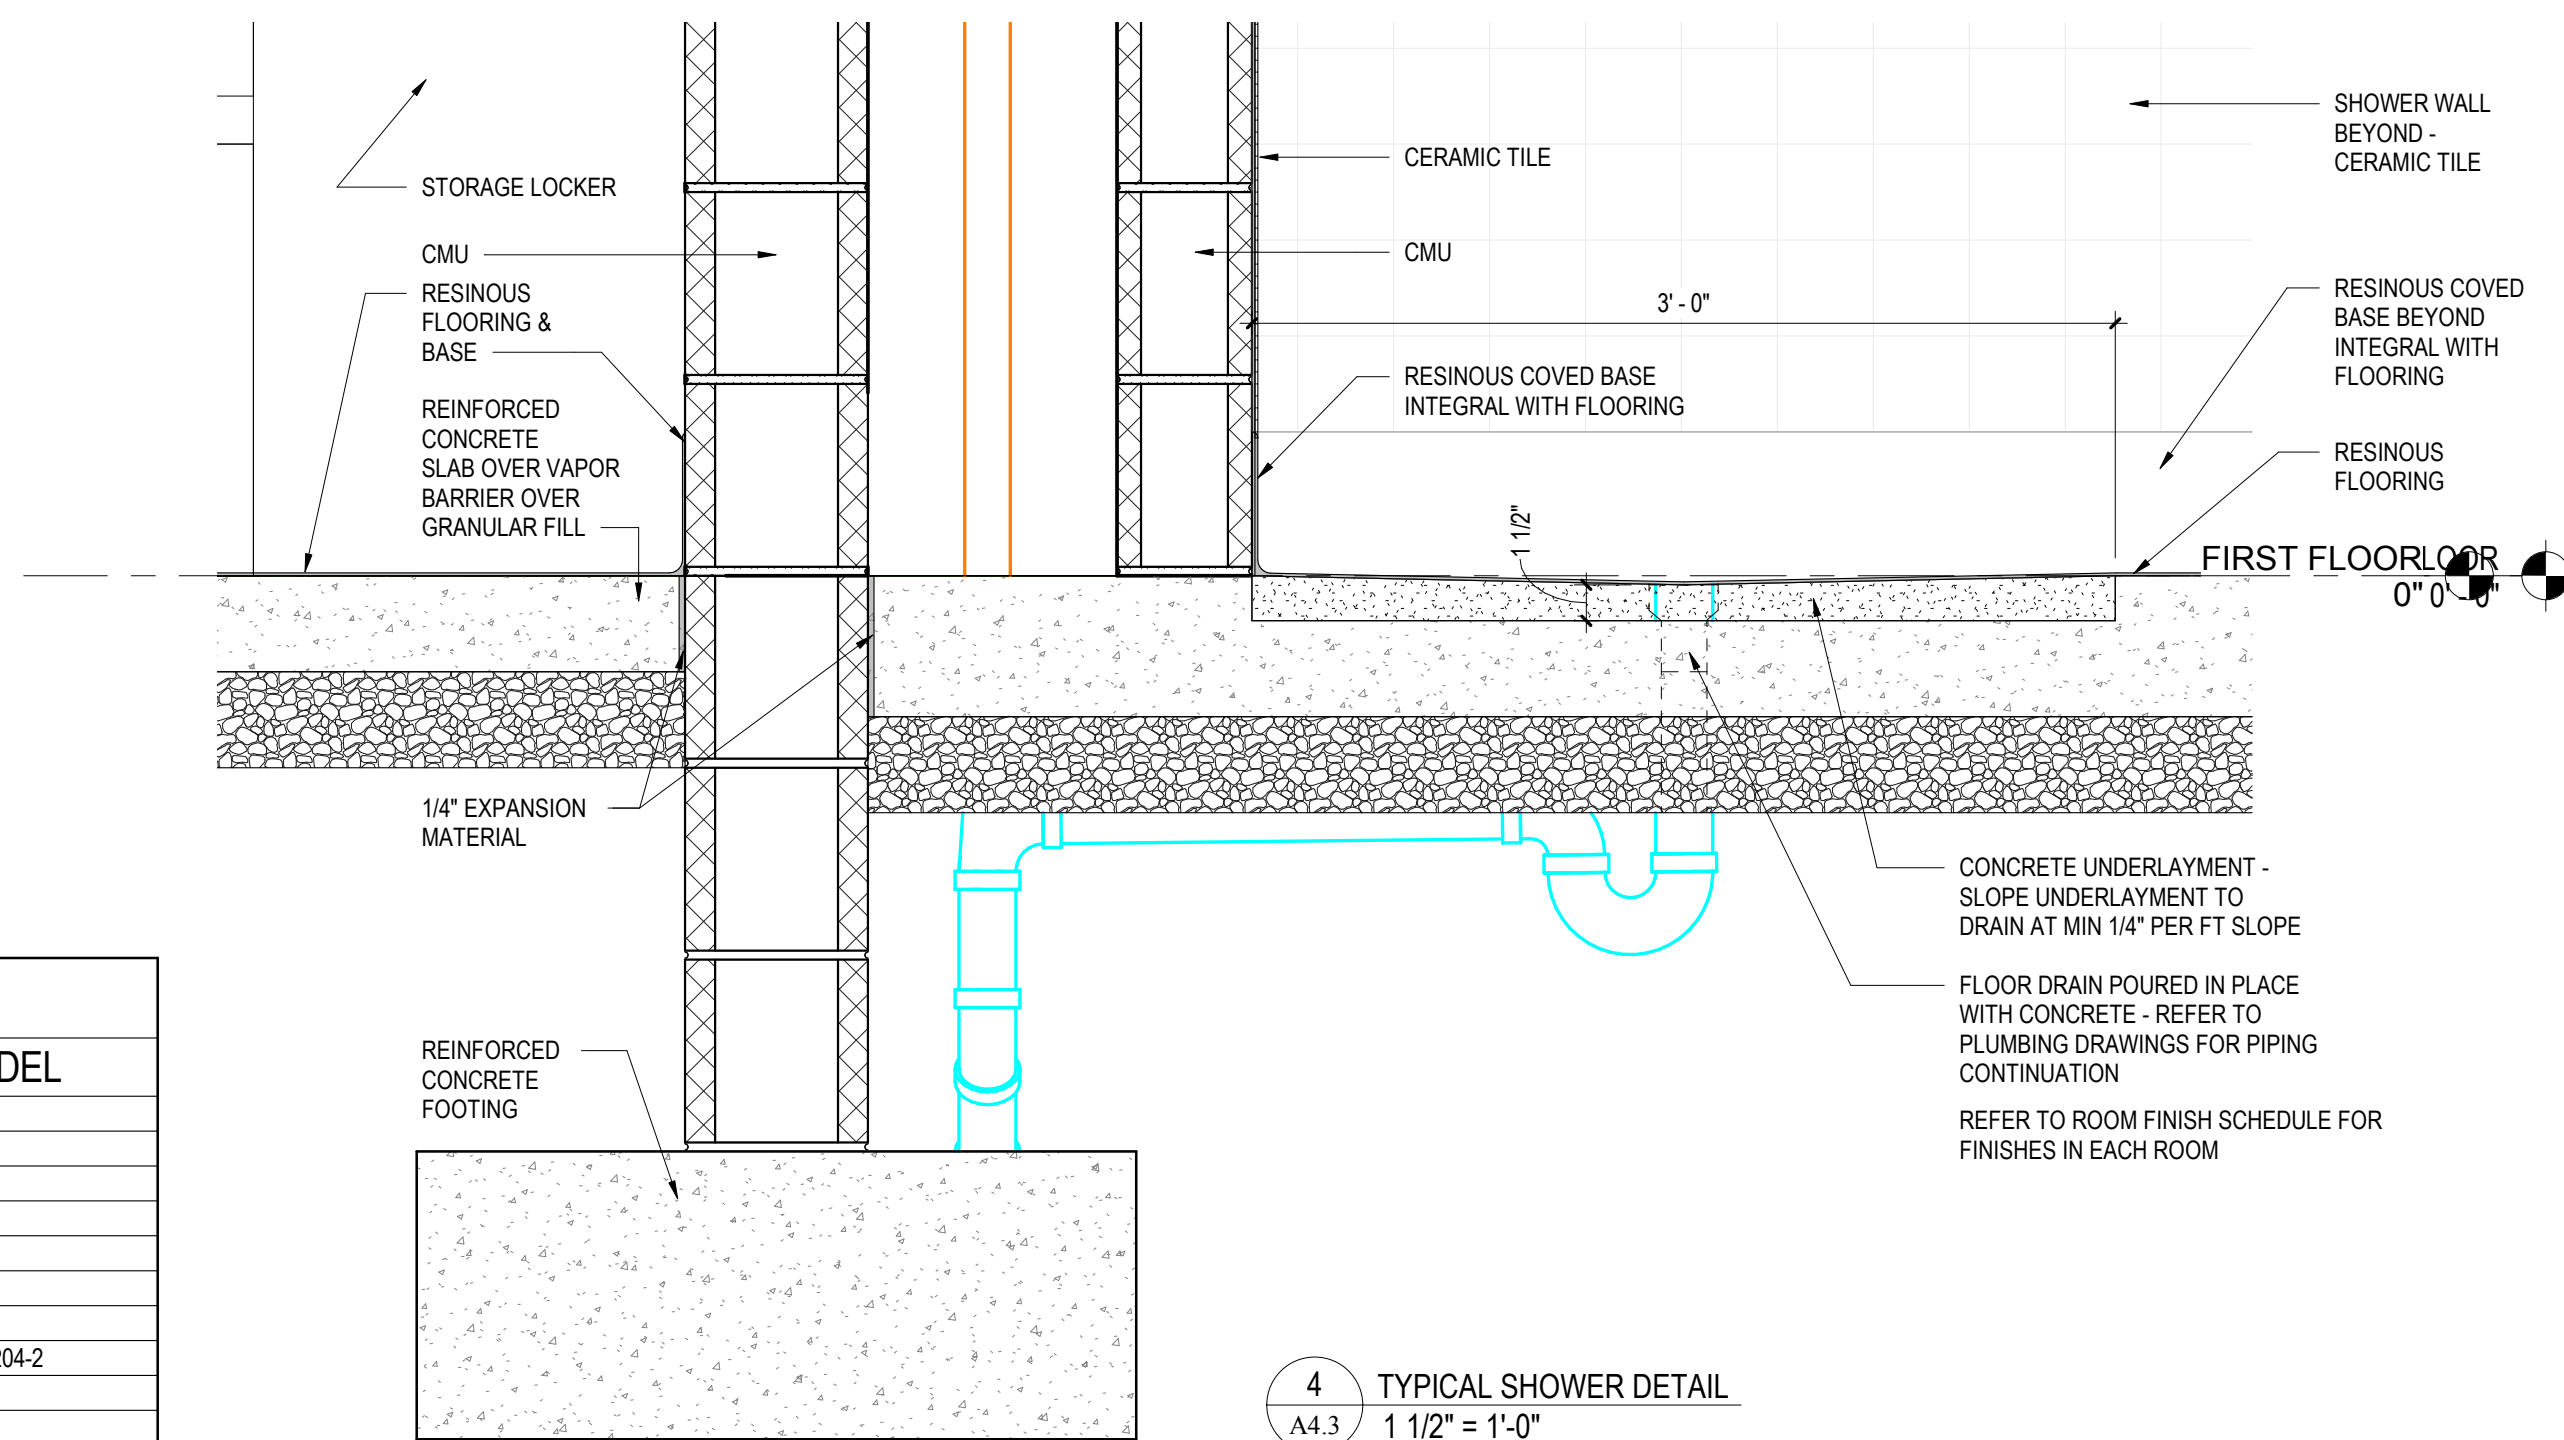 STORAGE LOCKER
CMU
RESINOUS
FLOORING &
BASE
REINFORCED
CONCRETE
SLAB OVER VAPOR
BARRIER OVER
GRANULAR FILL
1/4" EXPANSION
MATERIAL
REINFORCED
CONCRETE
FOOTING
CERAMIC TILE
CMU
3' - 0"
RESINOUS COVED BASE
INTEGRAL WITH FLOORING
1 1/2"
SHOWER WALL
BEYOND -
CERAMIC TILE
RESINOUS COVED
BASE BEYOND
INTEGRAL WITH
FLOORING
RESINOUS
FLOORING
FIRST FLOOR
0"
CONCRETE UNDERLAYMENT -
SLOPE UNDERLAYMENT TO
DRAIN AT MIN 1/4" PER FT SLOPE
FLOOR DRAIN POURED IN PLACE
WITH CONCRETE - REFER TO
PLUMBING DRAWINGS FOR PIPING
CONTINUATION
REFER TO ROOM FINISH SCHEDULE FOR
FINISHES IN EACH ROOM
DEL
204-2
4
TYPICAL SHOWER DETAIL
A4.3
1 1/2" = 1'-0"